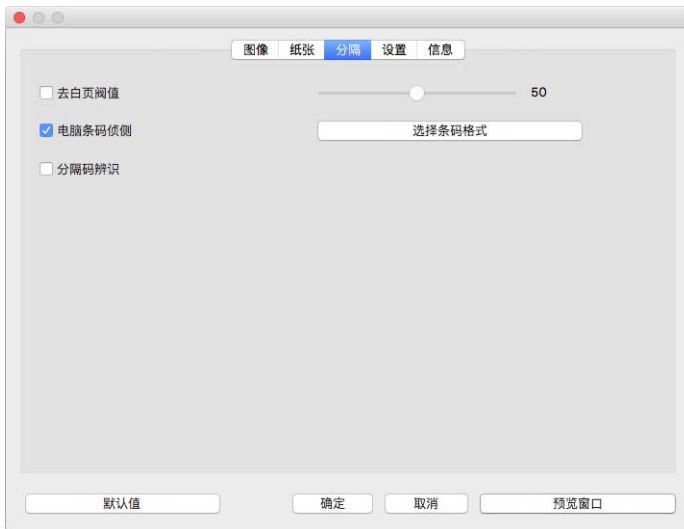 图像 纸张 分隔 设置 信息
去白页阀值 50
电脑条码侦侧 选择条码格式
分隔码辨识
默认值 确定 取消 预览窗口